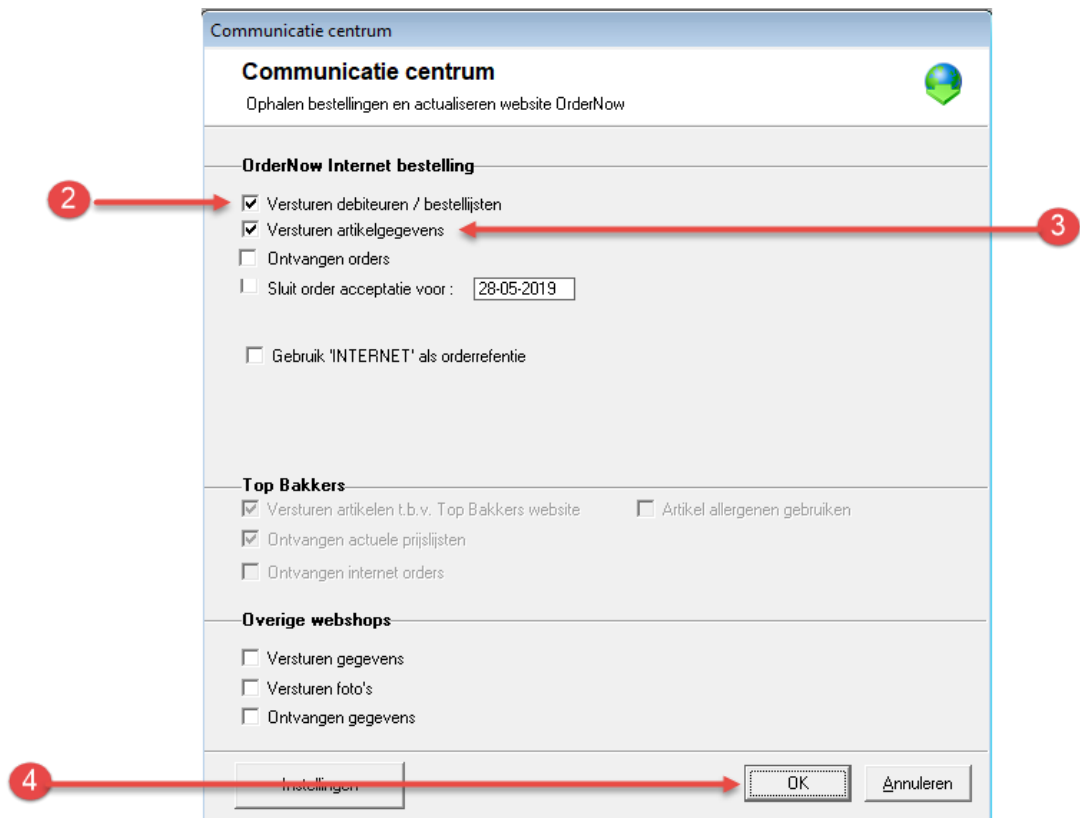 Communicatie centrum
Communicatie centrum
Ophalen bestellingen en actualiseren website OrderNow
OrderNow Internet bestelling
2
Versturen debiteuren / bestellijsten
Versturen artikelgegevens
3
Ontvangen orders
Sluit order acceptatie voor : 28-05-2019
Gebruik 'INTERNET' als orderrefentie
Top Bakkers
Versturen artikelen t.b.v. Top Bakkers website Artikel allergenen gebruiken
Ontvangen actuele prijslijsten
Ontvangen internet orders
Overige webshops
Versturen gegevens
Versturen foto's
Ontvangen gegevens
4
Instellingen OK Annuleren